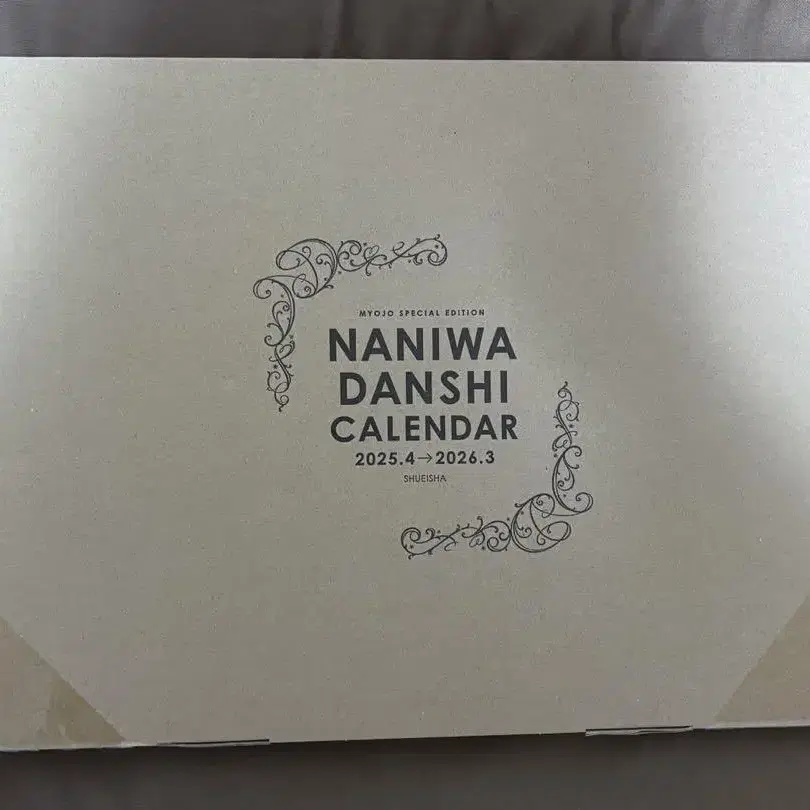 MYOJO SPECIAL EDITION
NANIWA
DANSHI
CALENDAR
2025.4→2026.3
SHUEISHA